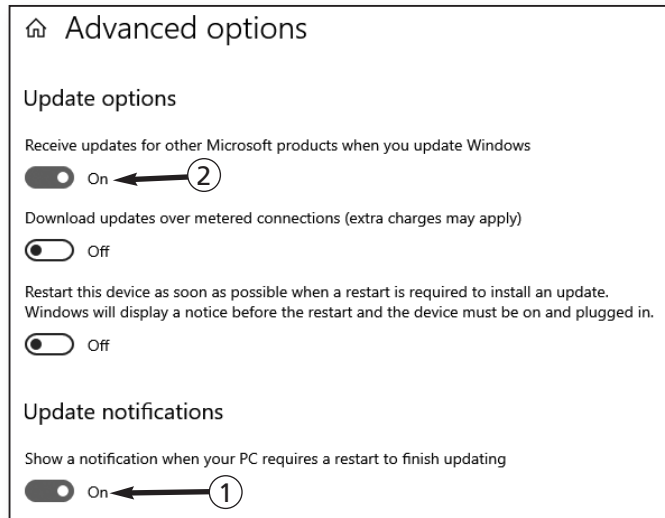 Advanced options
Update options
Receive updates for other Microsoft products when you update Windows
On 2
Download updates over metered connections (extra charges may apply)
Off
Restart this device as soon as possible when a restart is required to install an update.
Windows will display a notice before the restart and the device must be on and plugged in.
Off
Update notifications
Show a notification when your PC requires a restart to finish updating
On 1